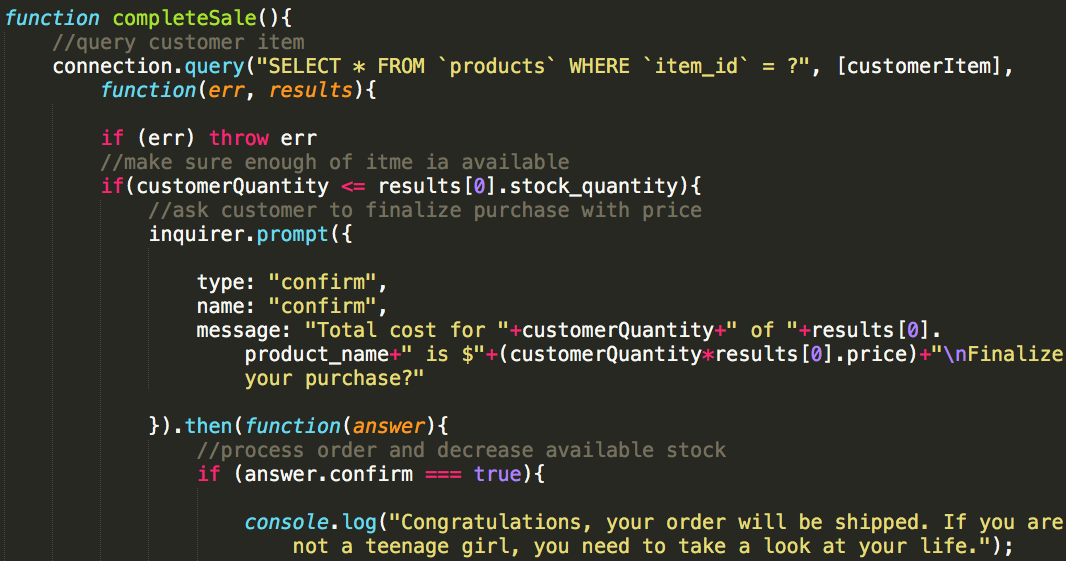 function completeSale(){
//query customer item
connection.query("SELECT * FROM `products` WHERE `item_id` = ?", [customerItem],
function(err, results){
if (err) throw err
//make sure enough of itme ia available
if(customerQuantity <= results[0].stock_quantity){
//ask customer to finalize purchase with price
inquirer.prompt({
type: "confirm",
name: "confirm",
message: "Total cost for "+customerQuantity+" of "+results[0].
product_name+" is $"+(customerQuantity*results[0].price)+"\nFinalize
your purchase?"
}).then(function(answer){
//process order and decrease available stock
if (answer.confirm === true){
console.log("Congratulations, your order will be shipped. If you are
not a teenage girl, you need to take a look at your life.");